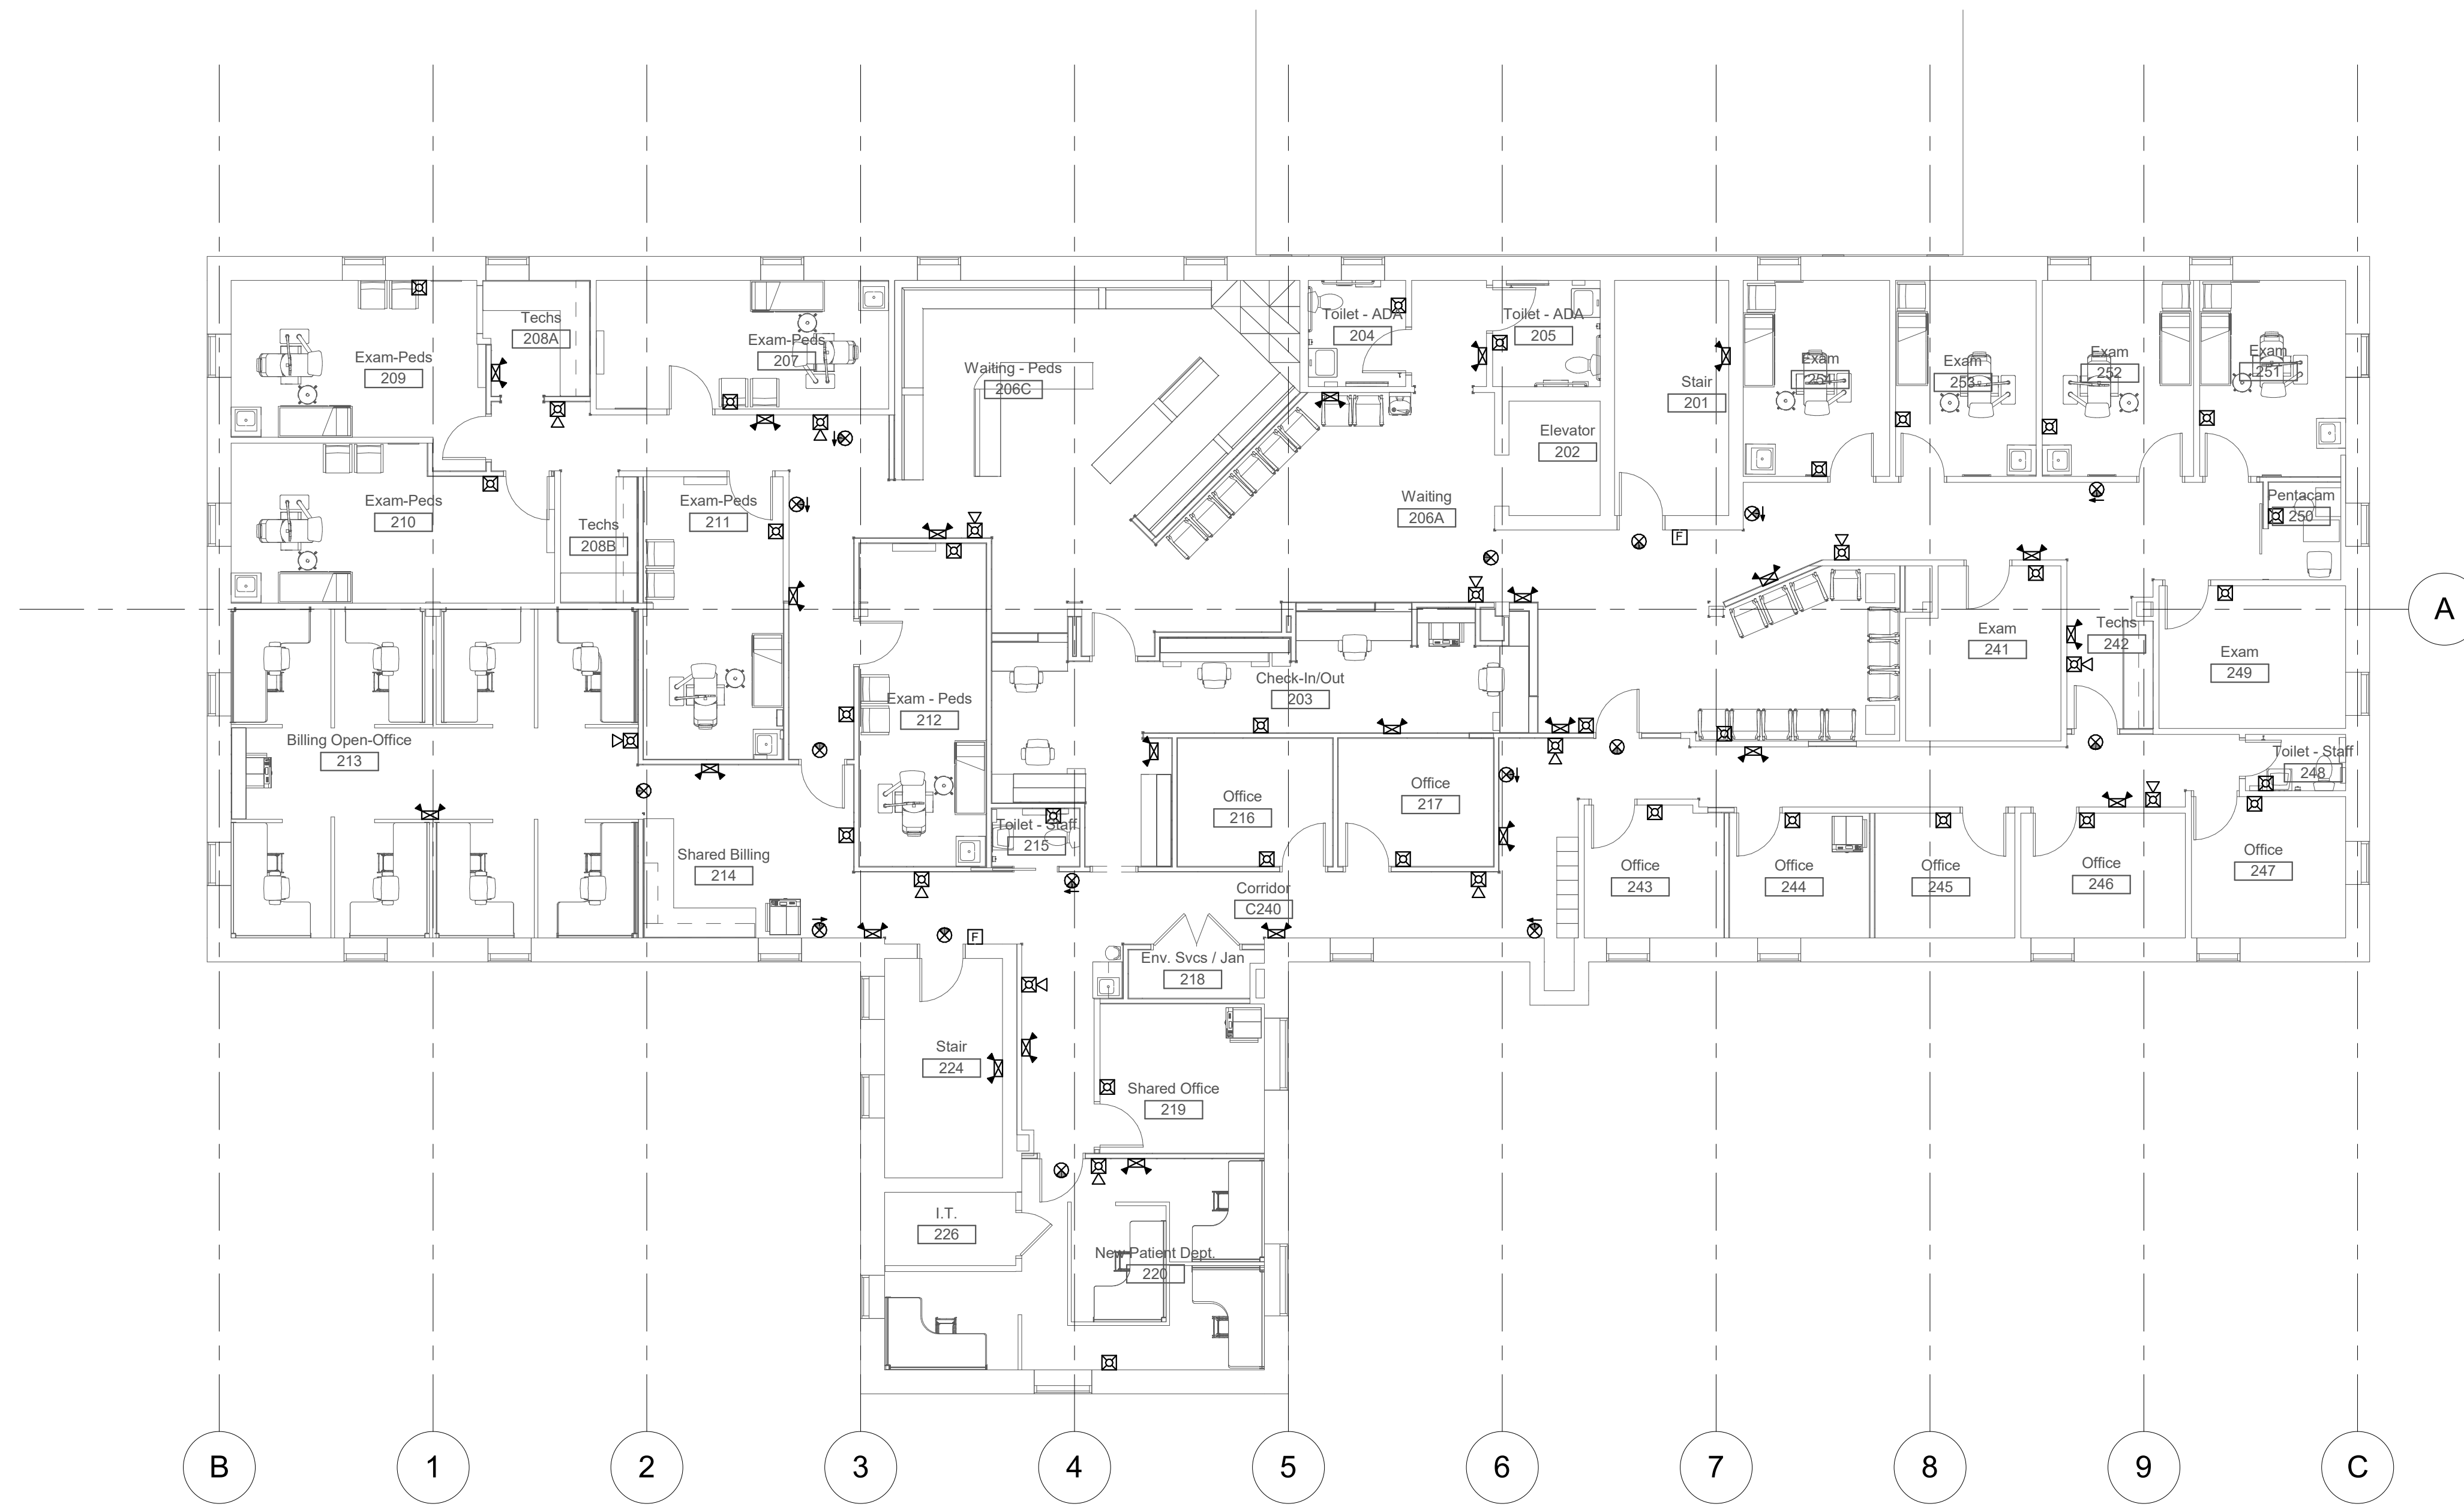 Techs
208A
Exam-Peds
209
Exam-Peds
207
Waiting - Peds
206C
Toilet - ADA
204
Toilet - ADA
205
Stair
201
Exam
254
Exam
253
Exam
252
Exam
251
Elevator
202
Exam-Peds
210
Techs
208B
Exam-Peds
211
Waiting
206A
Pentacam
250
F
A
Exam
241
Techs
242
Exam
249
Check-In/Out
203
Exam - Peds
212
Billing Open-Office
213
Toilet - Staff
248
Office
216
Office
217
Toilet - Staff
215
Shared Billing
214
Office
243
Office
244
Office
245
Office
246
Office
247
Corridor
C240
F
Env. Svcs / Jan
218
Stair
224
Shared Office
219
I.T.
226
New Patient Dept.
220
B
1
2
3
4
5
6
7
8
9
C